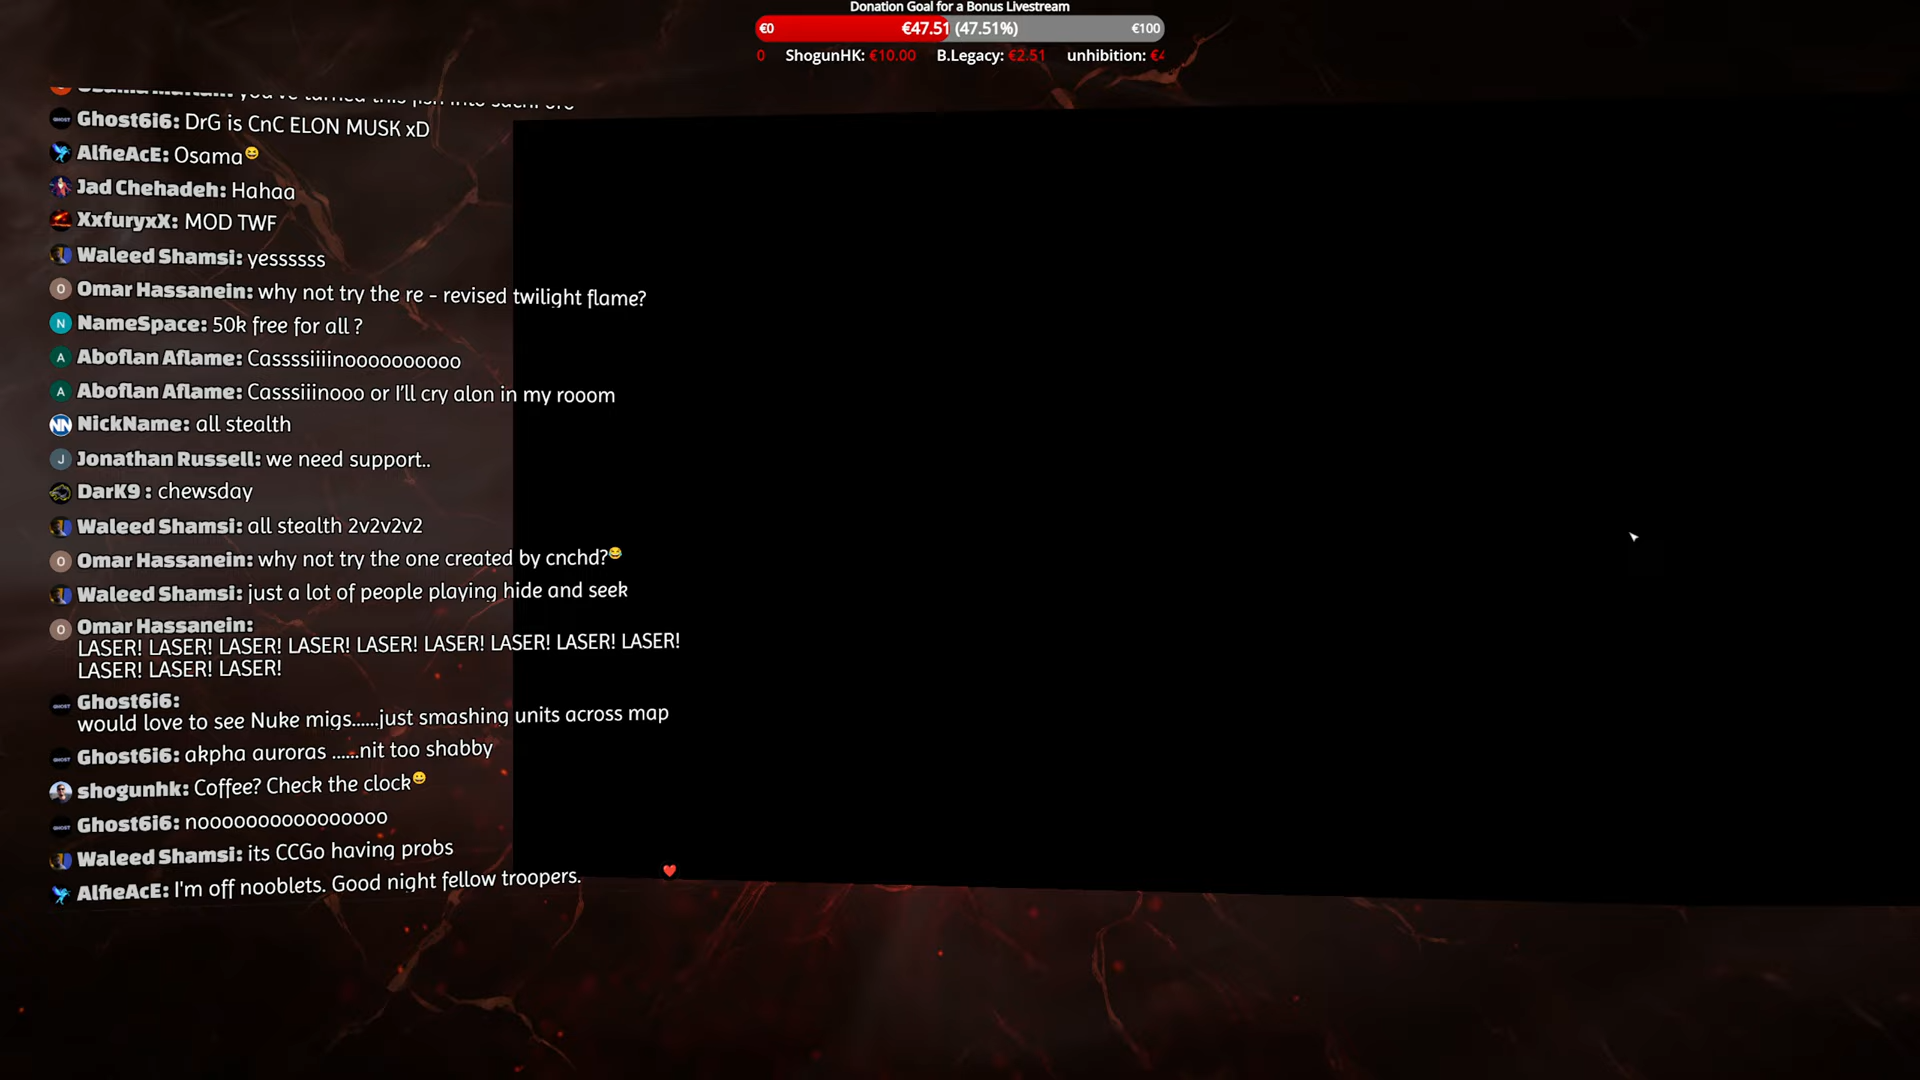 Donation Goal for a Bonus Livestream
€0 €47.51 (47.51%) €100
0 ShogunHK: €10.00 B.Legacy: €2.51 unhibition: €4
Ghost6i6: DrG is CnC ELON MUSK xD
AlfieAcE: Osama😄
Jad Chehadeh: Hahaa
XxfuryxX: MOD TWF
Waleed Shamsi: yessssss
O Omar Hassanein: why not try the re - revised twilight flame?
N NameSpace: 50k free for all ?
A Aboflan Aflame: Cassssiiiinoooooooooo
A Aboflan Aflame: Casssiiinooo or I'll cry alon in my rooom
NN NickName: all stealth
J Jonathan Russell: we need support..
DarK9 : chewsday
Waleed Shamsi: all stealth 2v2v2v2
O Omar Hassanein: why not try the one created by cnchd?😂
Waleed Shamsi: just a lot of people playing hide and seek
O Omar Hassanein:
LASER! LASER! LASER! LASER! LASER! LASER! LASER! LASER! LASER!
LASER! LASER! LASER!
Ghost6i6:
would love to see Nuke migs......just smashing units across map
Ghost6i6: akpha auroras ......nit too shabby
shogunhk: Coffee? Check the clock😀
Ghost6i6: noooooooooooooooo
Waleed Shamsi: its CCGo having probs
AlfieAcE: I'm off nooblets. Good night fellow troopers. ❤